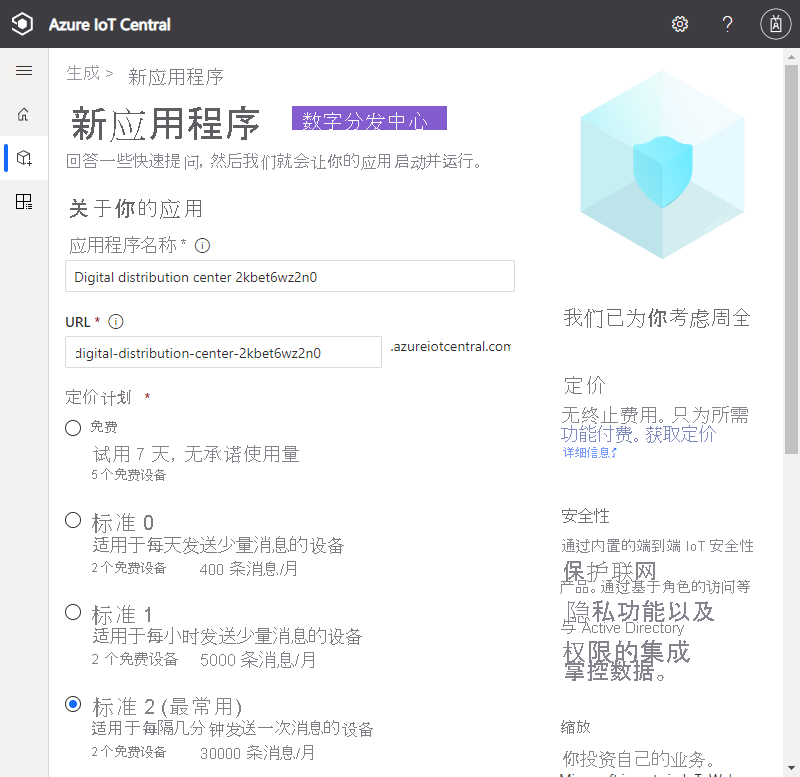 Azure IoT Central
生成 > 新应用程序
新应用程序 数字分发中心
回答一些快速提问, 然后我们就会让你的应用启动并运行。
关于你的应用
应用程序名称 *
Digital distribution center 2kbet6wz2n0
URL *
digital-distribution-center-2kbet6wz2n0 .azureiotcentral.com
定价计划 *
免费
试用 7 天, 无承诺使用量
5 个免费设备
标准 0
适用于每天发送少量消息的设备
2 个免费设备 400 条消息/月
标准 1
适用于每小时发送少量消息的设备
2 个免费设备 5000 条消息/月
标准 2 (最常用)
适用于每隔几分钟发送一次消息的设备
2 个免费设备 30000 条消息/月
我们已为你考虑周全
定价
无终止费用。只为所需
功能付费。获取定价
详细信息
安全性
通过内置的端到端 IoT 安全性
保护联网
产品。通过基于角色的访问等
隐私功能以及
与 Active Directory
权限的集成
掌控数据。
缩放
你投资自己的业务。